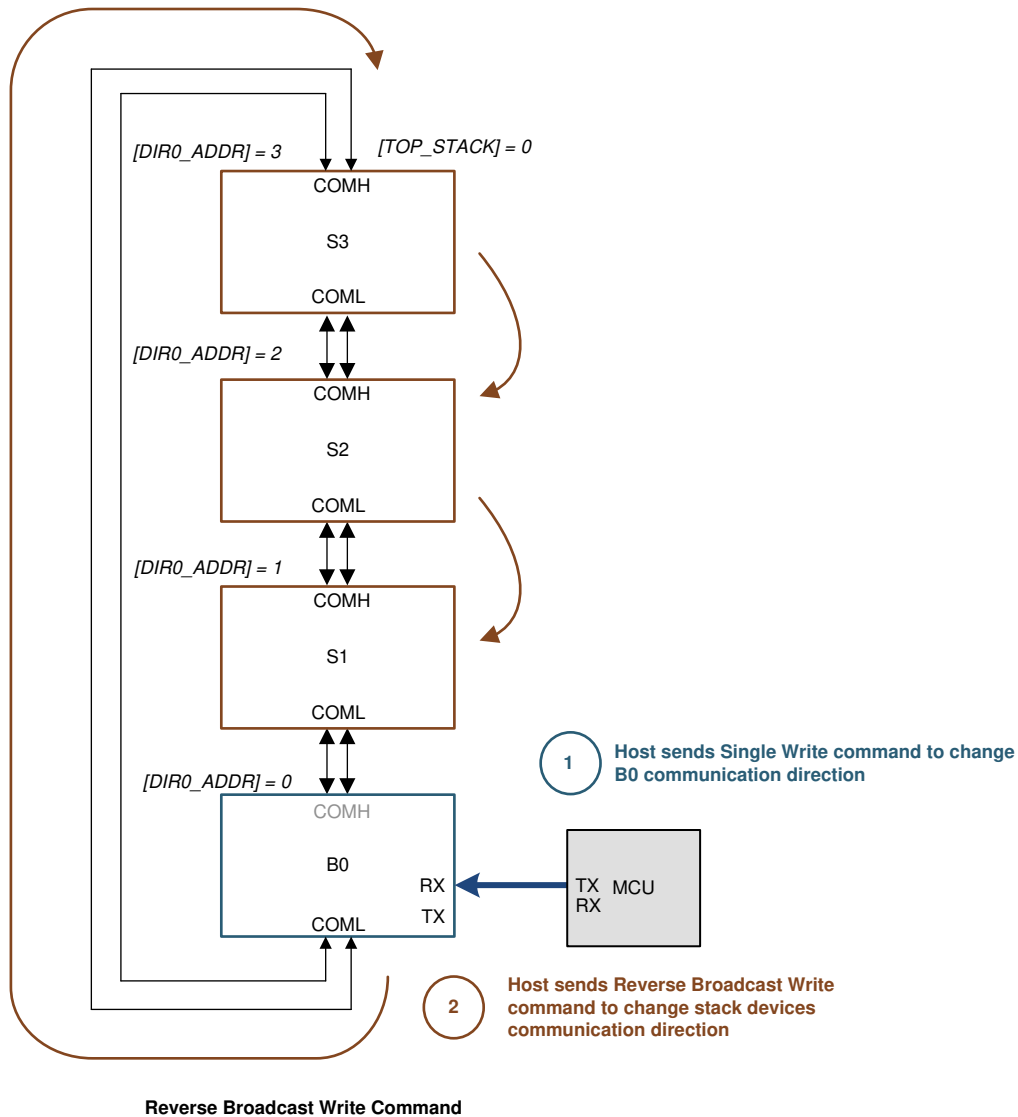 [DIR0_ADDR] = 3
[TOP_STACK] = 0
COMH
S3
COML
[DIR0_ADDR] = 2
COMH
S2
COML
[DIR0_ADDR] = 1
COMH
S1
COML
1
Host sends Single Write command to change
B0 communication direction
[DIR0_ADDR] = 0
COMH
B0
RX
TX
COML
TX MCU
RX
2
Host sends Reverse Broadcast Write
command to change stack devices
communication direction
Reverse Broadcast Write Command